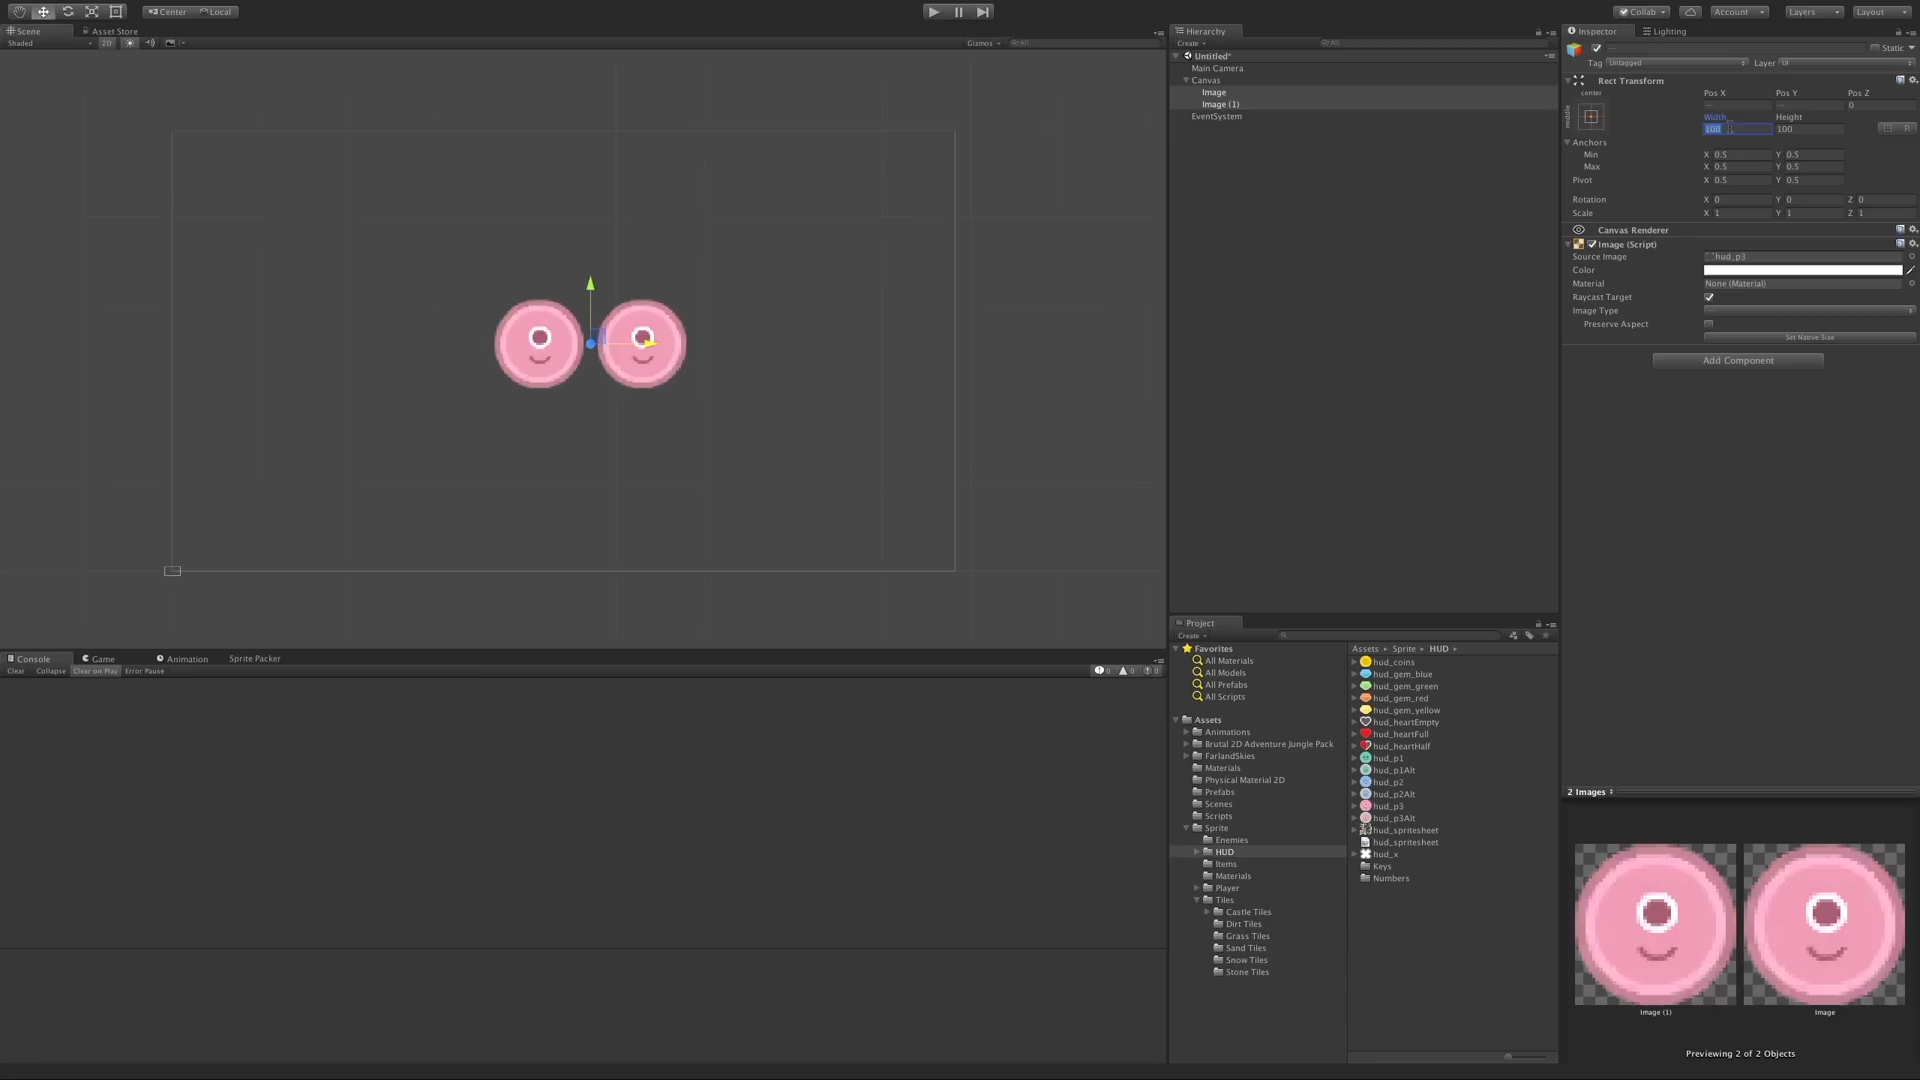 Center
Local
Collab
Account
Layers
Layout
Scene
Asset Store
Shaded
2D
Gizmos
All
Hierarchy
Create
All
Untitled*
Main Camera
Canvas
Image
Image (1)
EventSystem
Inspector
Lighting
Static
Tag
Untagged
Layer
UI
Rect Transform
center
middle
Pos X
Pos Y
Pos Z
—
—
0
Width
Height
100
100
R
Anchors
Min
X 0.5
Y 0.5
Max
X 0.5
Y 0.5
Pivot
X 0.5
Y 0.5
Rotation
X 0
Y 0
Z 0
Scale
X 1
Y 1
Z 1
Canvas Renderer
Image (Script)
Source Image
hud_p3
Color
Material
None (Material)
Raycast Target
Image Type
—
Preserve Aspect
Set Native Size
Add Component
Console
Game
Animation
Sprite Packer
Clear
Collapse
Clear on Play
Error Pause
0
0
0
Project
Create
Favorites
All Materials
All Models
All Prefabs
All Scripts
Assets
Animations
Brutal 2D Adventure Jungle Pack
FarlandSkies
Materials
Physical Material 2D
Prefabs
Scenes
Scripts
Sprite
Enemies
HUD
Items
Materials
Player
Tiles
Castle Tiles
Dirt Tiles
Grass Tiles
Sand Tiles
Snow Tiles
Stone Tiles
Assets
Sprite
HUD
hud_coins
hud_gem_blue
hud_gem_green
hud_gem_red
hud_gem_yellow
hud_heartEmpty
hud_heartFull
hud_heartHalf
hud_p1
hud_p1Alt
hud_p2
hud_p2Alt
hud_p3
hud_p3Alt
hud_spritesheet
hud_spritesheet
hud_x
Keys
Numbers
2 Images
Image (1)
Image
Previewing 2 of 2 Objects